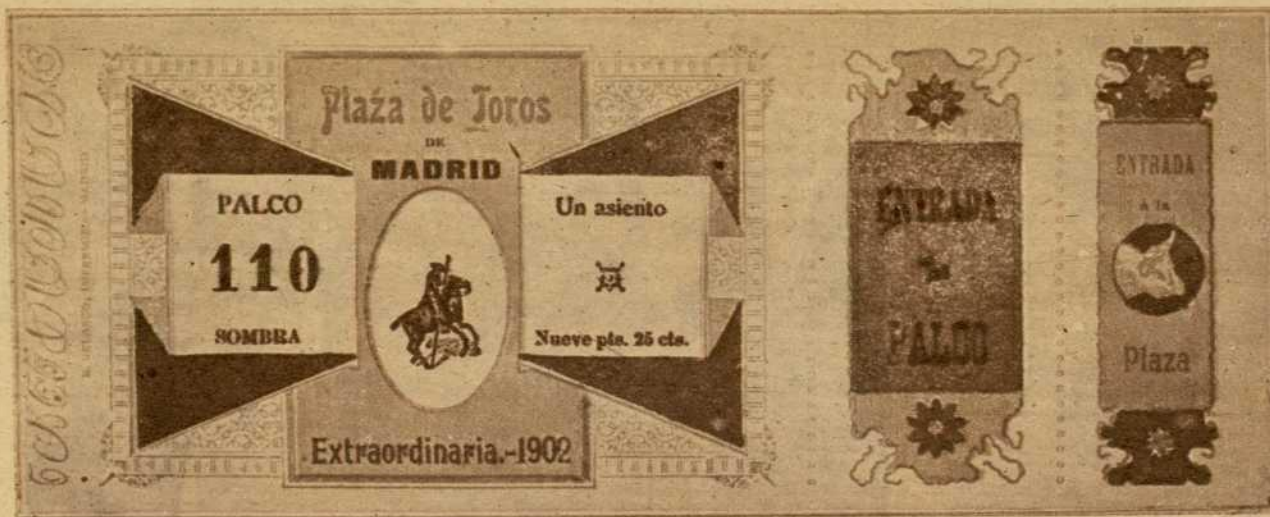 Plaza de Toros
DE
MADRID
PALCO
110
SOMBRA
Un asiento
Nueve pts. 25 cts.
Extraordinaria.-1902
ENTRADA
PALCO
ENTRADA
á la
Plaza